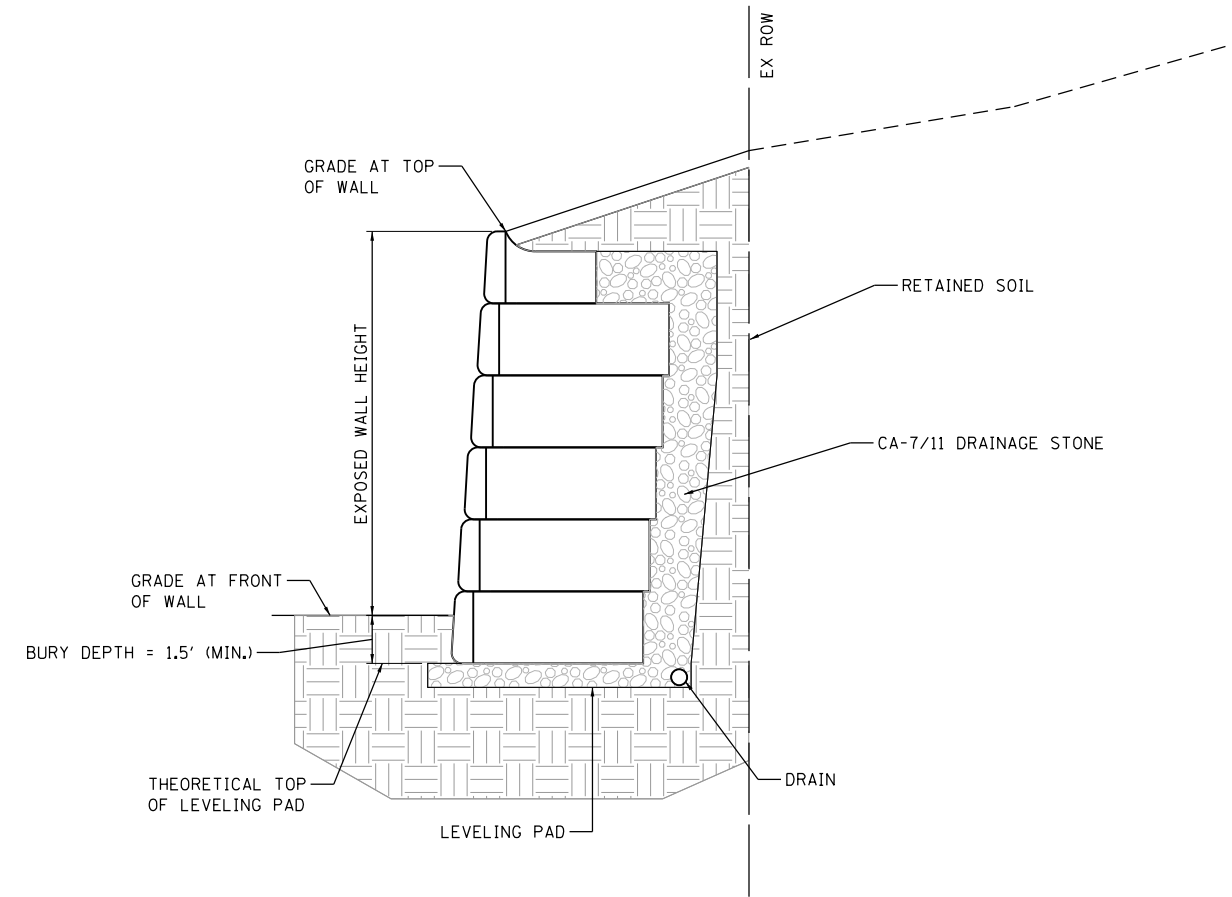 EX ROW
GRADE AT TOP
OF WALL
RETAINED SOIL
EXPOSED WALL HEIGHT
CA-7/11 DRAINAGE STONE
GRADE AT FRONT
OF WALL
BURY DEPTH = 1.5' (MIN.)
THEORETICAL TOP
OF LEVELING PAD
DRAIN
LEVELING PAD